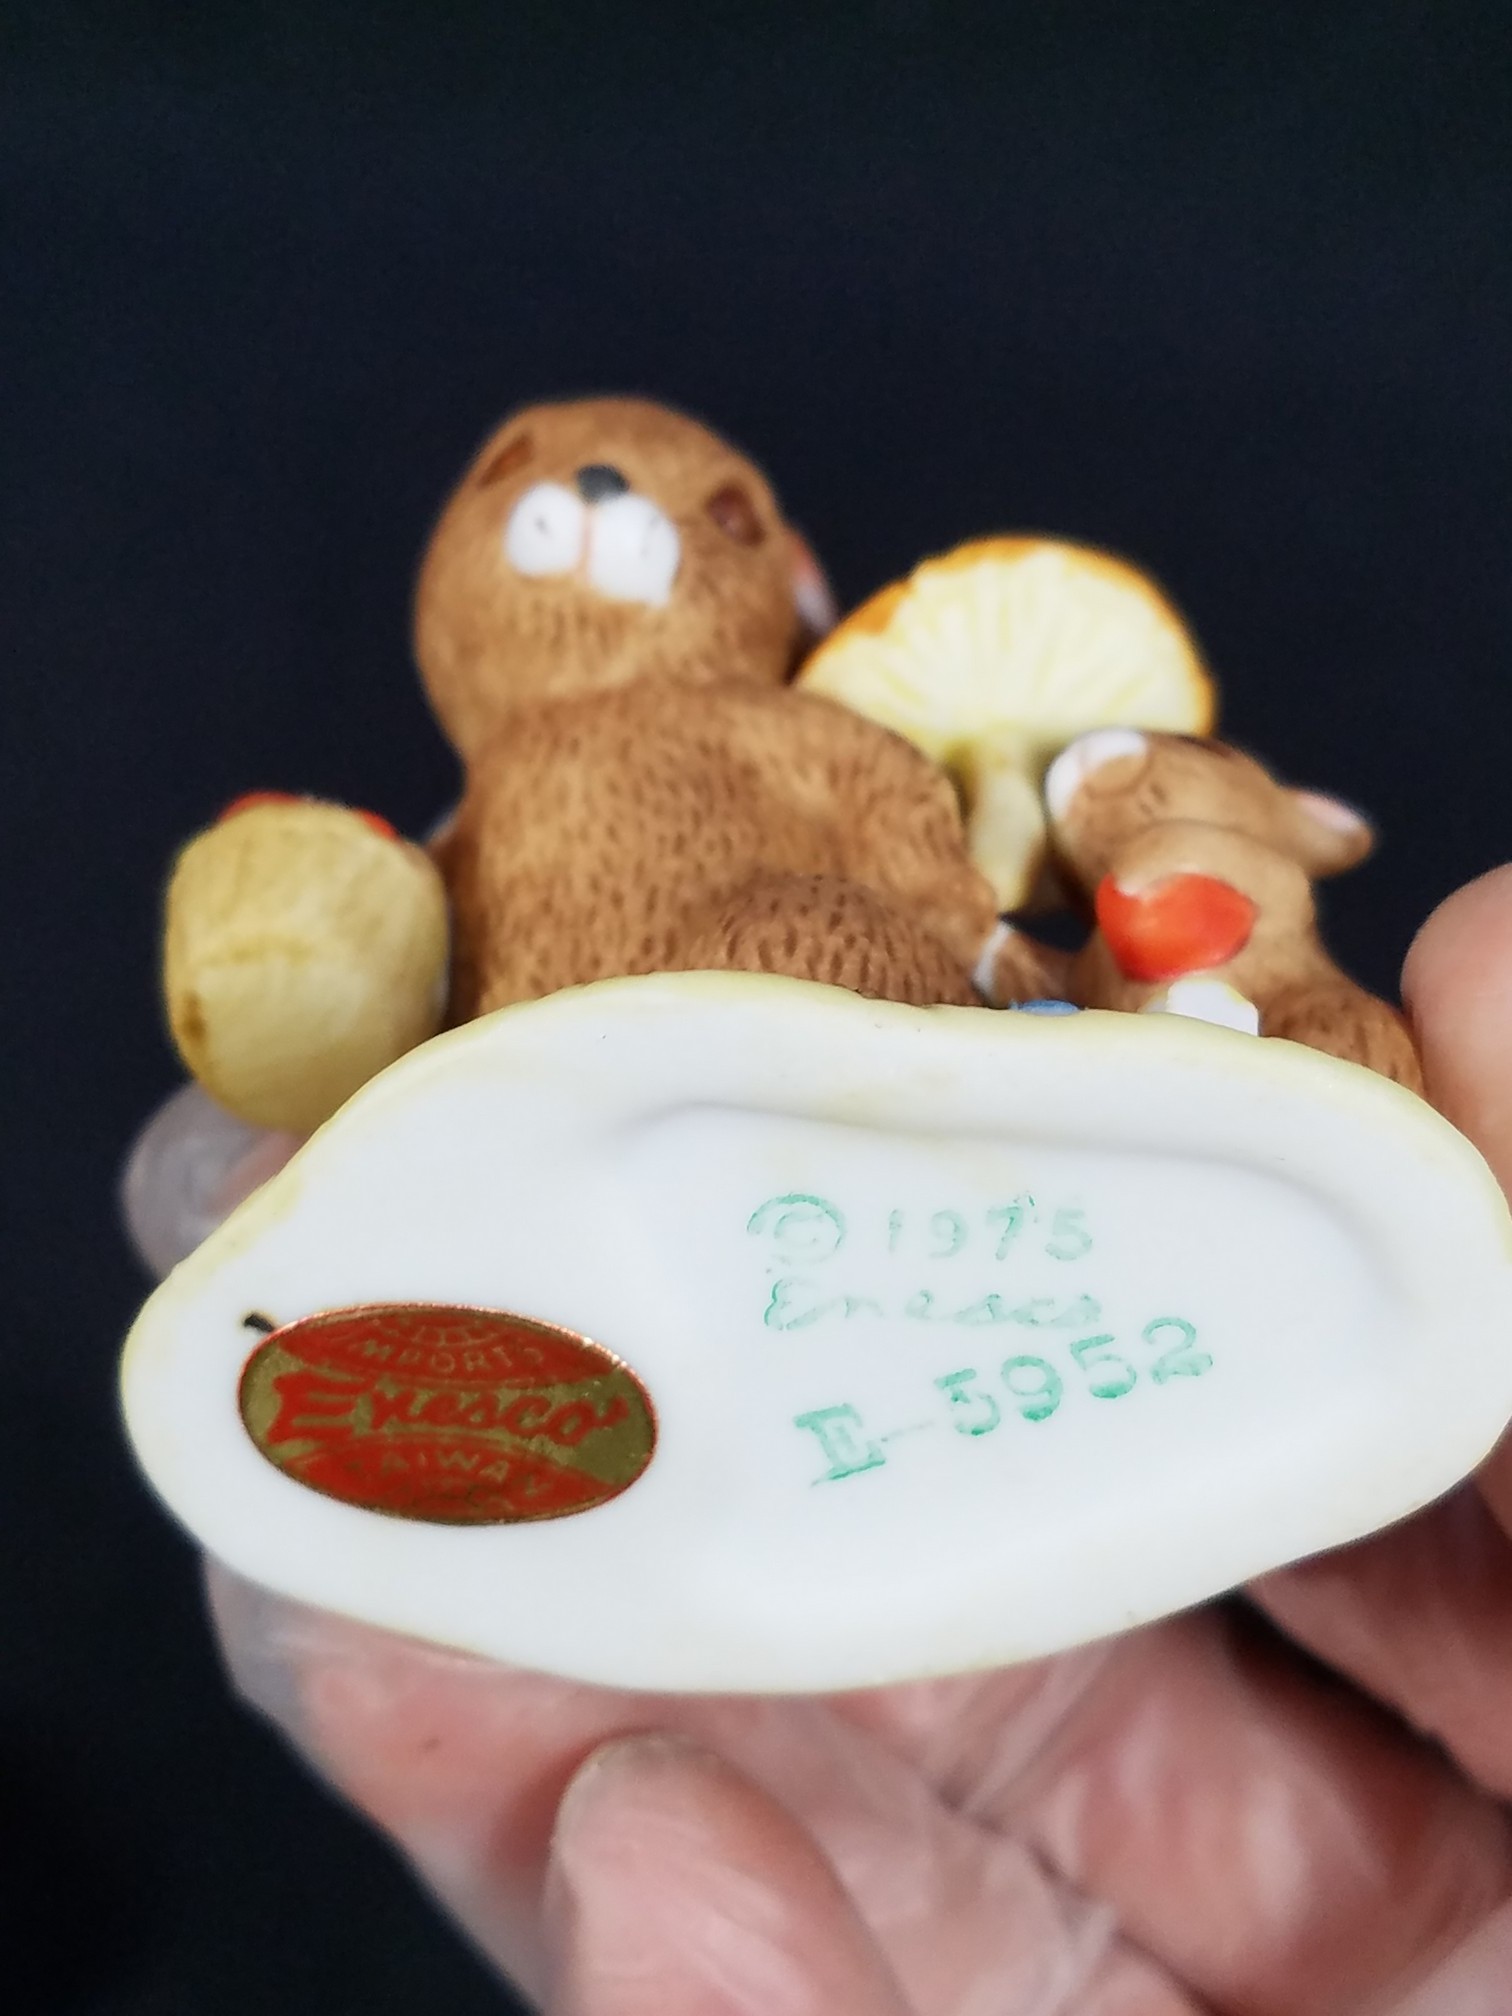 IMPORTS
Enesco
TAIWAN
© 1975
Enesco
E-5952